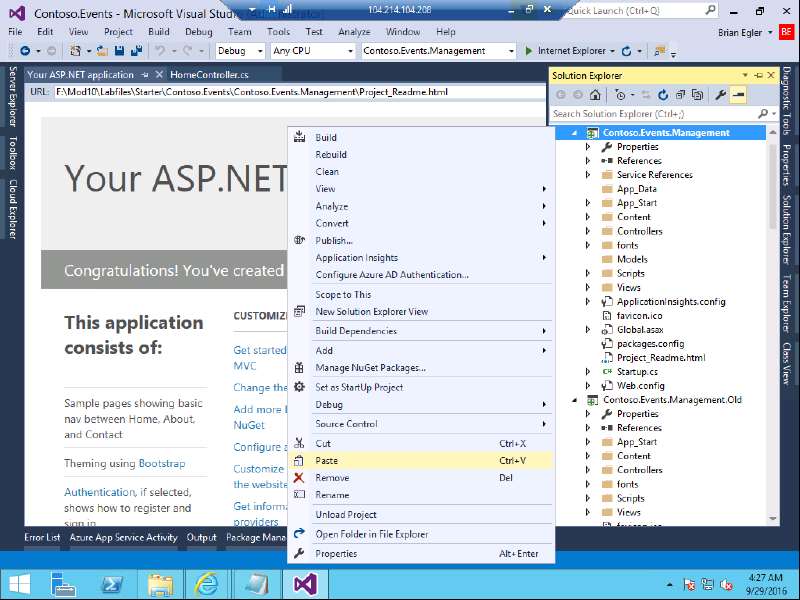 Contoso.Events - Microsoft Visual Studio
104.214.104.208
Quick Launch (Ctrl+Q)
File Edit View Project Build Debug Team Tools Test Analyze Window Help
Brian Egler
BE
Debug Any CPU Contoso.Events.Management Internet Explorer
Your ASP.NET application HomeController.cs
URL: F:\Mod10\Labfiles\Starter\Contoso.Events\Contoso.Events.Management\Project_Readme.html
Server Explorer
Toolbox
Cloud Explorer
Your ASP.NET
Congratulations! You've created
This application
consists of:
Sample pages showing basic
nav between Home, About,
and Contact
Theming using Bootstrap
Authentication, if selected,
shows how to register and
sign in
CUSTOMIZ
Get started
MVC
Change the
Add more l
NuGet
Configure a
Customize
the website
Get inform
providers
Build
Rebuild
Clean
View
Analyze
Convert
Publish...
Application Insights
Configure Azure AD Authentication...
Scope to This
New Solution Explorer View
Build Dependencies
Add
Manage NuGet Packages...
Set as StartUp Project
Debug
Source Control
Cut Ctrl+X
Paste Ctrl+V
Remove Del
Rename
Unload Project
Open Folder in File Explorer
Properties Alt+Enter
Solution Explorer
Search Solution Explorer (Ctrl+;)
Contoso.Events.Management
Properties
References
Service References
App_Data
App_Start
Content
Controllers
fonts
Models
Scripts
Views
ApplicationInsights.config
favicon.ico
Global.asax
packages.config
Project_Readme.html
Startup.cs
Web.config
Contoso.Events.Management.Old
Properties
References
App_Start
Content
Controllers
fonts
Scripts
Views
Diagnostic Tools
Properties
Solution Explorer
Team Explorer
Class View
Error List Azure App Service Activity Output Package Mana
4:27 AM
9/29/2016